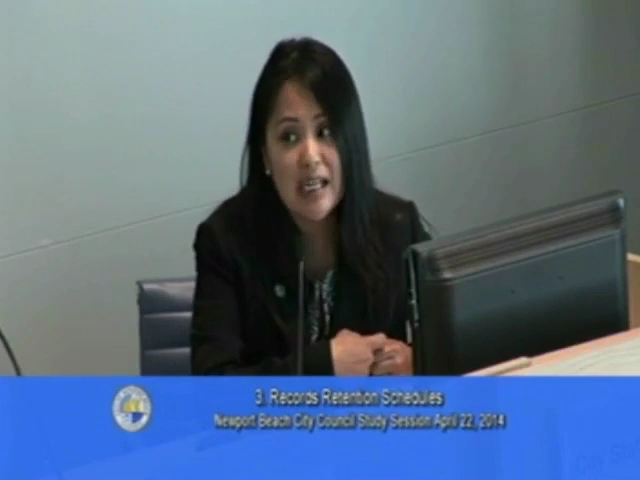 3. Records Retention Schedules
Newport Beach City Council Study Session April 22, 2014